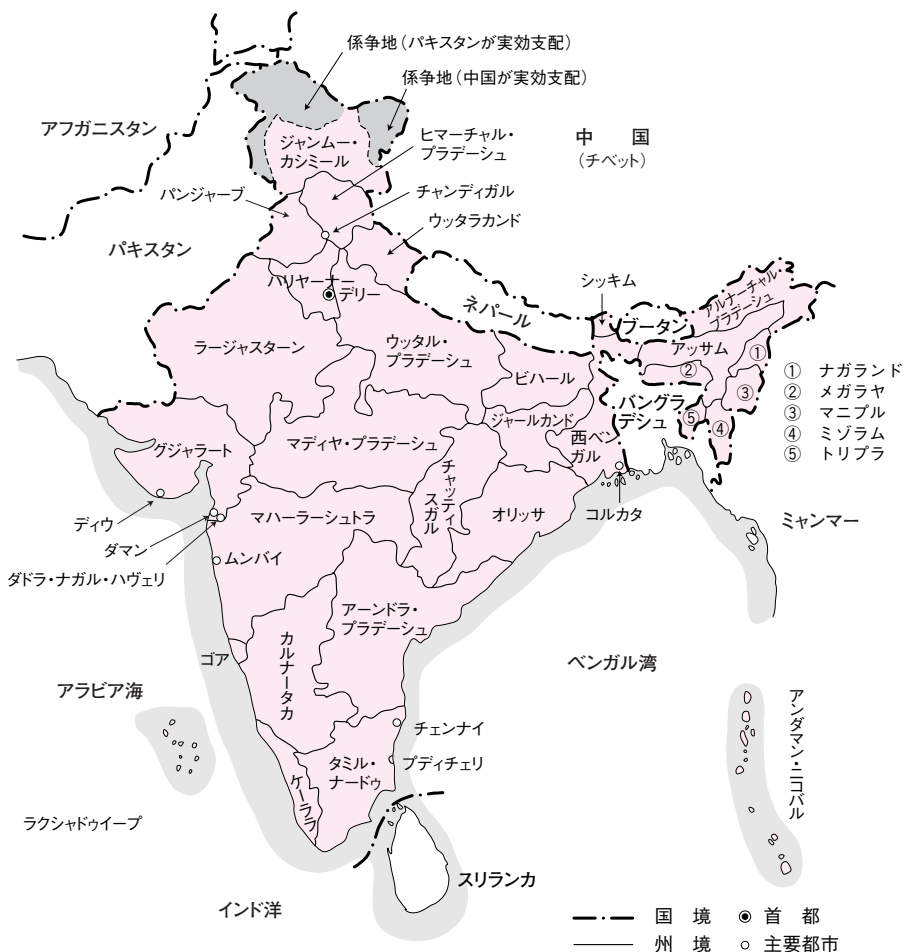 係争地(パキスタンが実効支配)
係争地(中国が実効支配)
アフガニスタン
ジャンムー・
カシミール
ヒマーチャル・
プラデーシュ
中 国
(チベット)
パンジャーブ
チャンディガル
ウッタラカンド
パキスタン
ハリヤーナー
デリー
ネパール
シッキム
ブータン
アルナーチャル・
プラデーシュ
ラージャスターン
ウッタル・
プラデーシュ
アッサム
ビハール
バングラ
デシュ
① ② ③ ④ ⑤
① ナガランド
② メガラヤ
③ マニプル
④ ミゾラム
⑤ トリプラ
グジャラート
マディヤ・プラデーシュ
ジャールカンド
西ベン
ガル
チャッティ
スガル
オリッサ
コルカタ
ミャンマー
ディウ
ダマン
ダドラ・ナガル・ハヴェリ
マハーラーシュトラ
ムンバイ
アーンドラ・
プラデーシュ
カルナータカ
ゴア
アラビア海
ベンガル湾
チェンナイ
プディチェリ
タミル・
ナードゥ
ケーララ
ラクシャドゥイープ
アンダマン・ニコバル
スリランカ
インド洋
国 境 首 都
州 境 主要都市